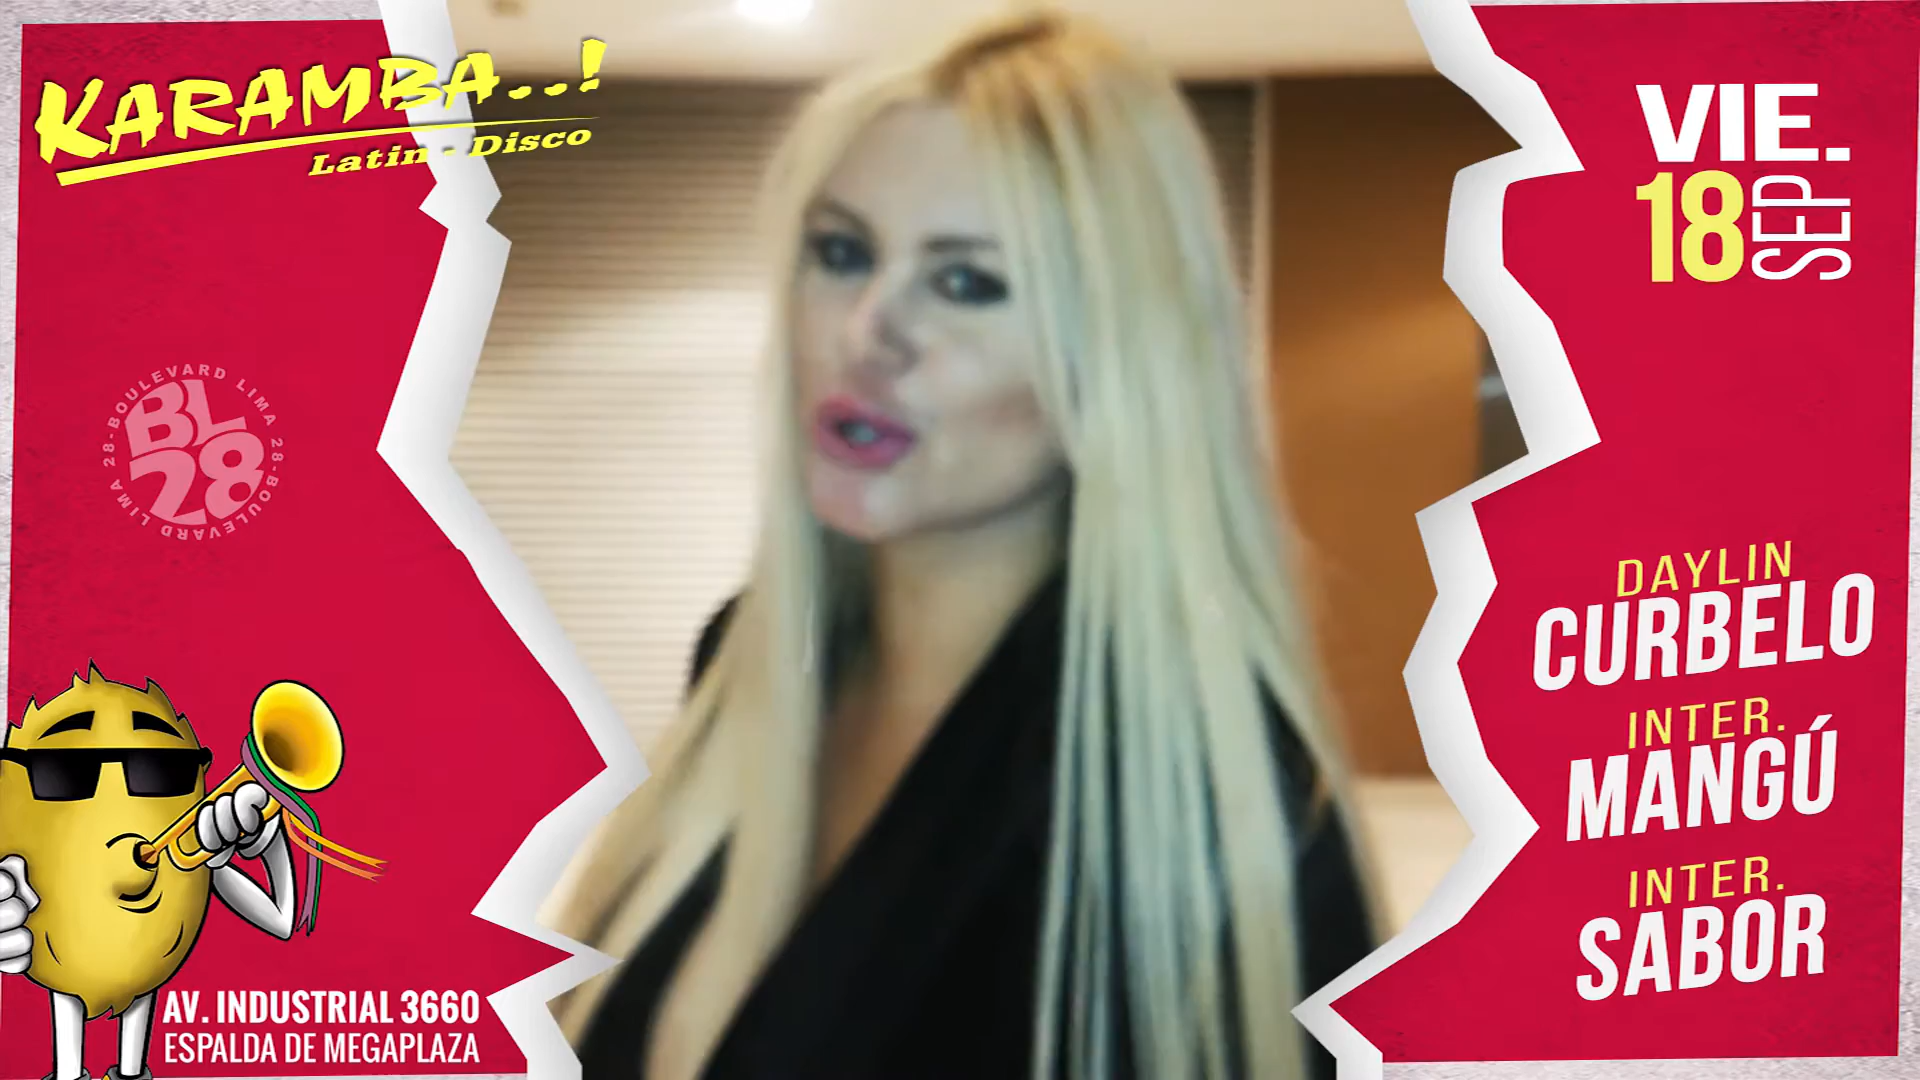 KARAMBA..!
Latin - Disco
VIE.
18 SEP
BOULEVARD LIMA 28-BOULEVARD LIMA 28-
BL
28
DAYLIN
CURBELO
INTER.
MANGÚ
INTER.
SABOR
AV. INDUSTRIAL 3660
ESPALDA DE MEGAPLAZA